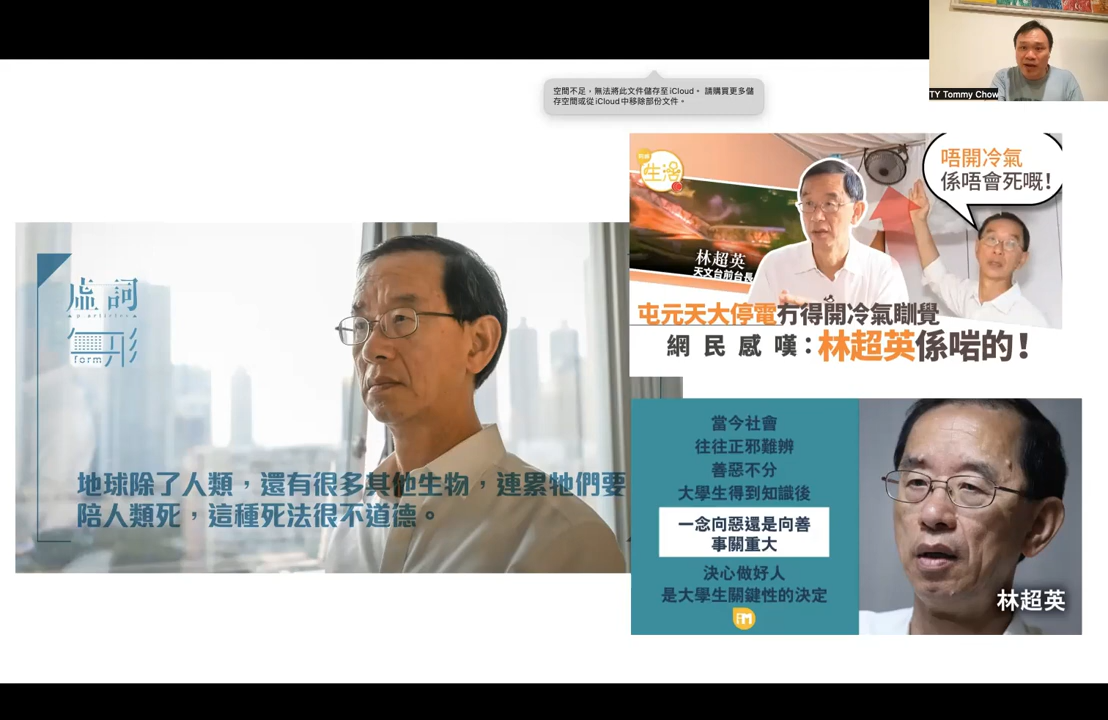 TY Tommy Chow
空間不足，無法將此文件儲存至 iCloud。 請購買更多儲
存空間或從 iCloud 中移除部份文件。
虛詞
p articles
無形
form
地球除了人類，還有很多其他生物，連累牠們要
陪人類死，這種死法很不道德。
生活
唔開冷氣
係唔會死嘅！
林超英
天文台前台長
屯元天大停電冇得開冷氣瞓覺
網民感嘆：林超英係啱的！
當今社會
往往正邪難辨
善惡不分
大學生得到知識後
一念向惡還是向善
事關重大
決心做好人
是大學生關鍵性的決定
林超英